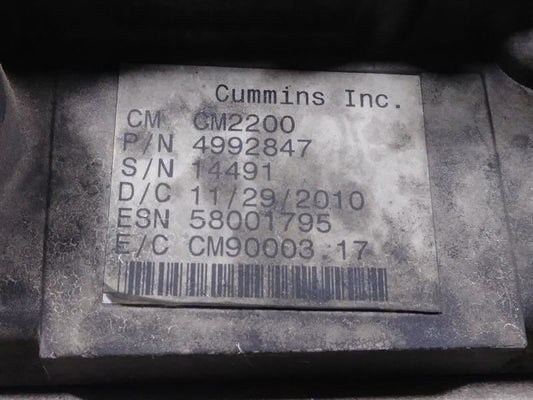 Cummins Inc.
CM CM2200
P/N 4992847
S/N 14491
D/C 11/29/2010
ESN 58001795
E/C CM90003.17